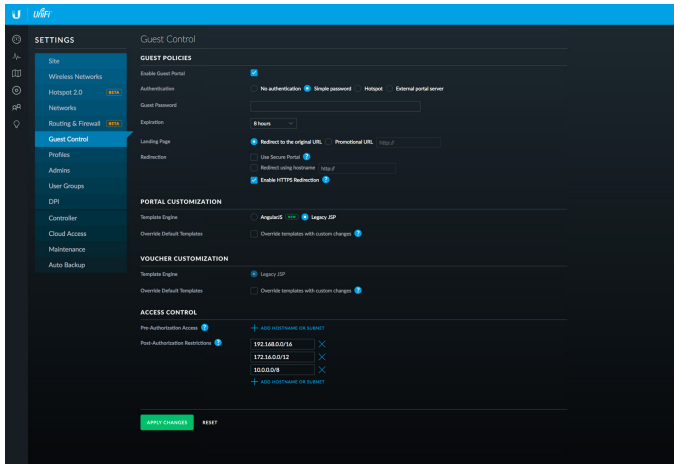 U UniFi
SETTINGS
Site
Wireless Networks
Hotspot 2.0 BETA
Networks
Routing & Firewall BETA
Guest Control
Profiles
Admins
User Groups
DPI
Controller
Cloud Access
Maintenance
Auto Backup
Guest Control
GUEST POLICIES
Enable Guest Portal
Authentication No authentication Simple password Hotspot External portal server
Guest Password
Expiration 8 hours
Landing Page Redirect to the original URL Promotional URL http://
Redirection Use Secure Portal ?
Redirect using hostname http://
Enable HTTPS Redirection ?
PORTAL CUSTOMIZATION
Template Engine AngularJS NEW Legacy JSP
Override Default Templates Override templates with custom changes ?
VOUCHER CUSTOMIZATION
Template Engine Legacy JSP
Override Default Templates Override templates with custom changes ?
ACCESS CONTROL
Pre-Authorization Access ? + ADD HOSTNAME OR SUBNET
Post-Authorization Restrictions ? 192.168.0.0/16
172.16.0.0/12
10.0.0.0/8
+ ADD HOSTNAME OR SUBNET
APPLY CHANGES RESET